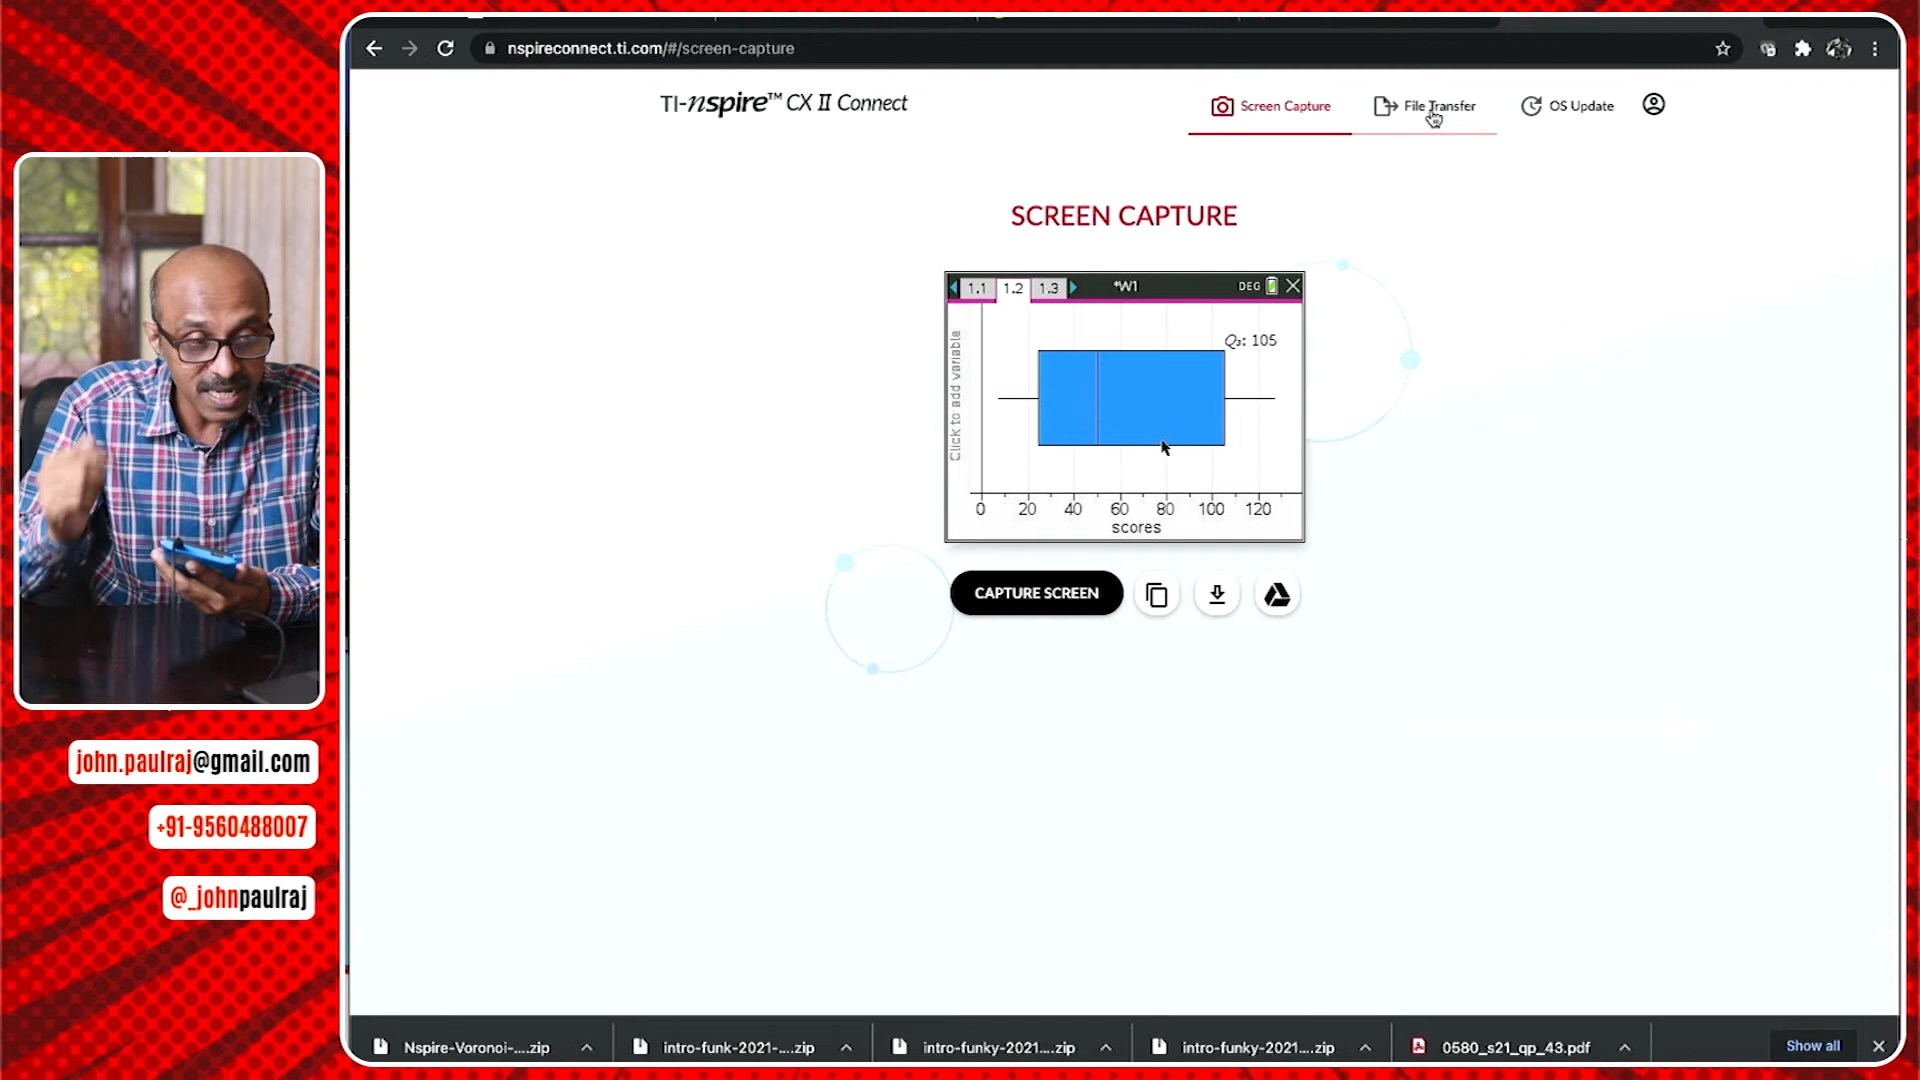 nspireconnect.ti.com/#/screen-capture
TI-nspire™ CX II Connect
Screen Capture
File Transfer
OS Update
SCREEN CAPTURE
1.1 1.2 1.3 *W1 DEG
Click to add variable
Q₃: 105
0 20 40 60 80 100 120
scores
CAPTURE SCREEN
john.paulraj@gmail.com
+91-9560488007
@_johnpaulraj
Nspire-Voronoi-....zip
intro-funk-2021-....zip
intro-funky-2021....zip
intro-funky-2021....zip
0580_s21_qp_43.pdf
Show all